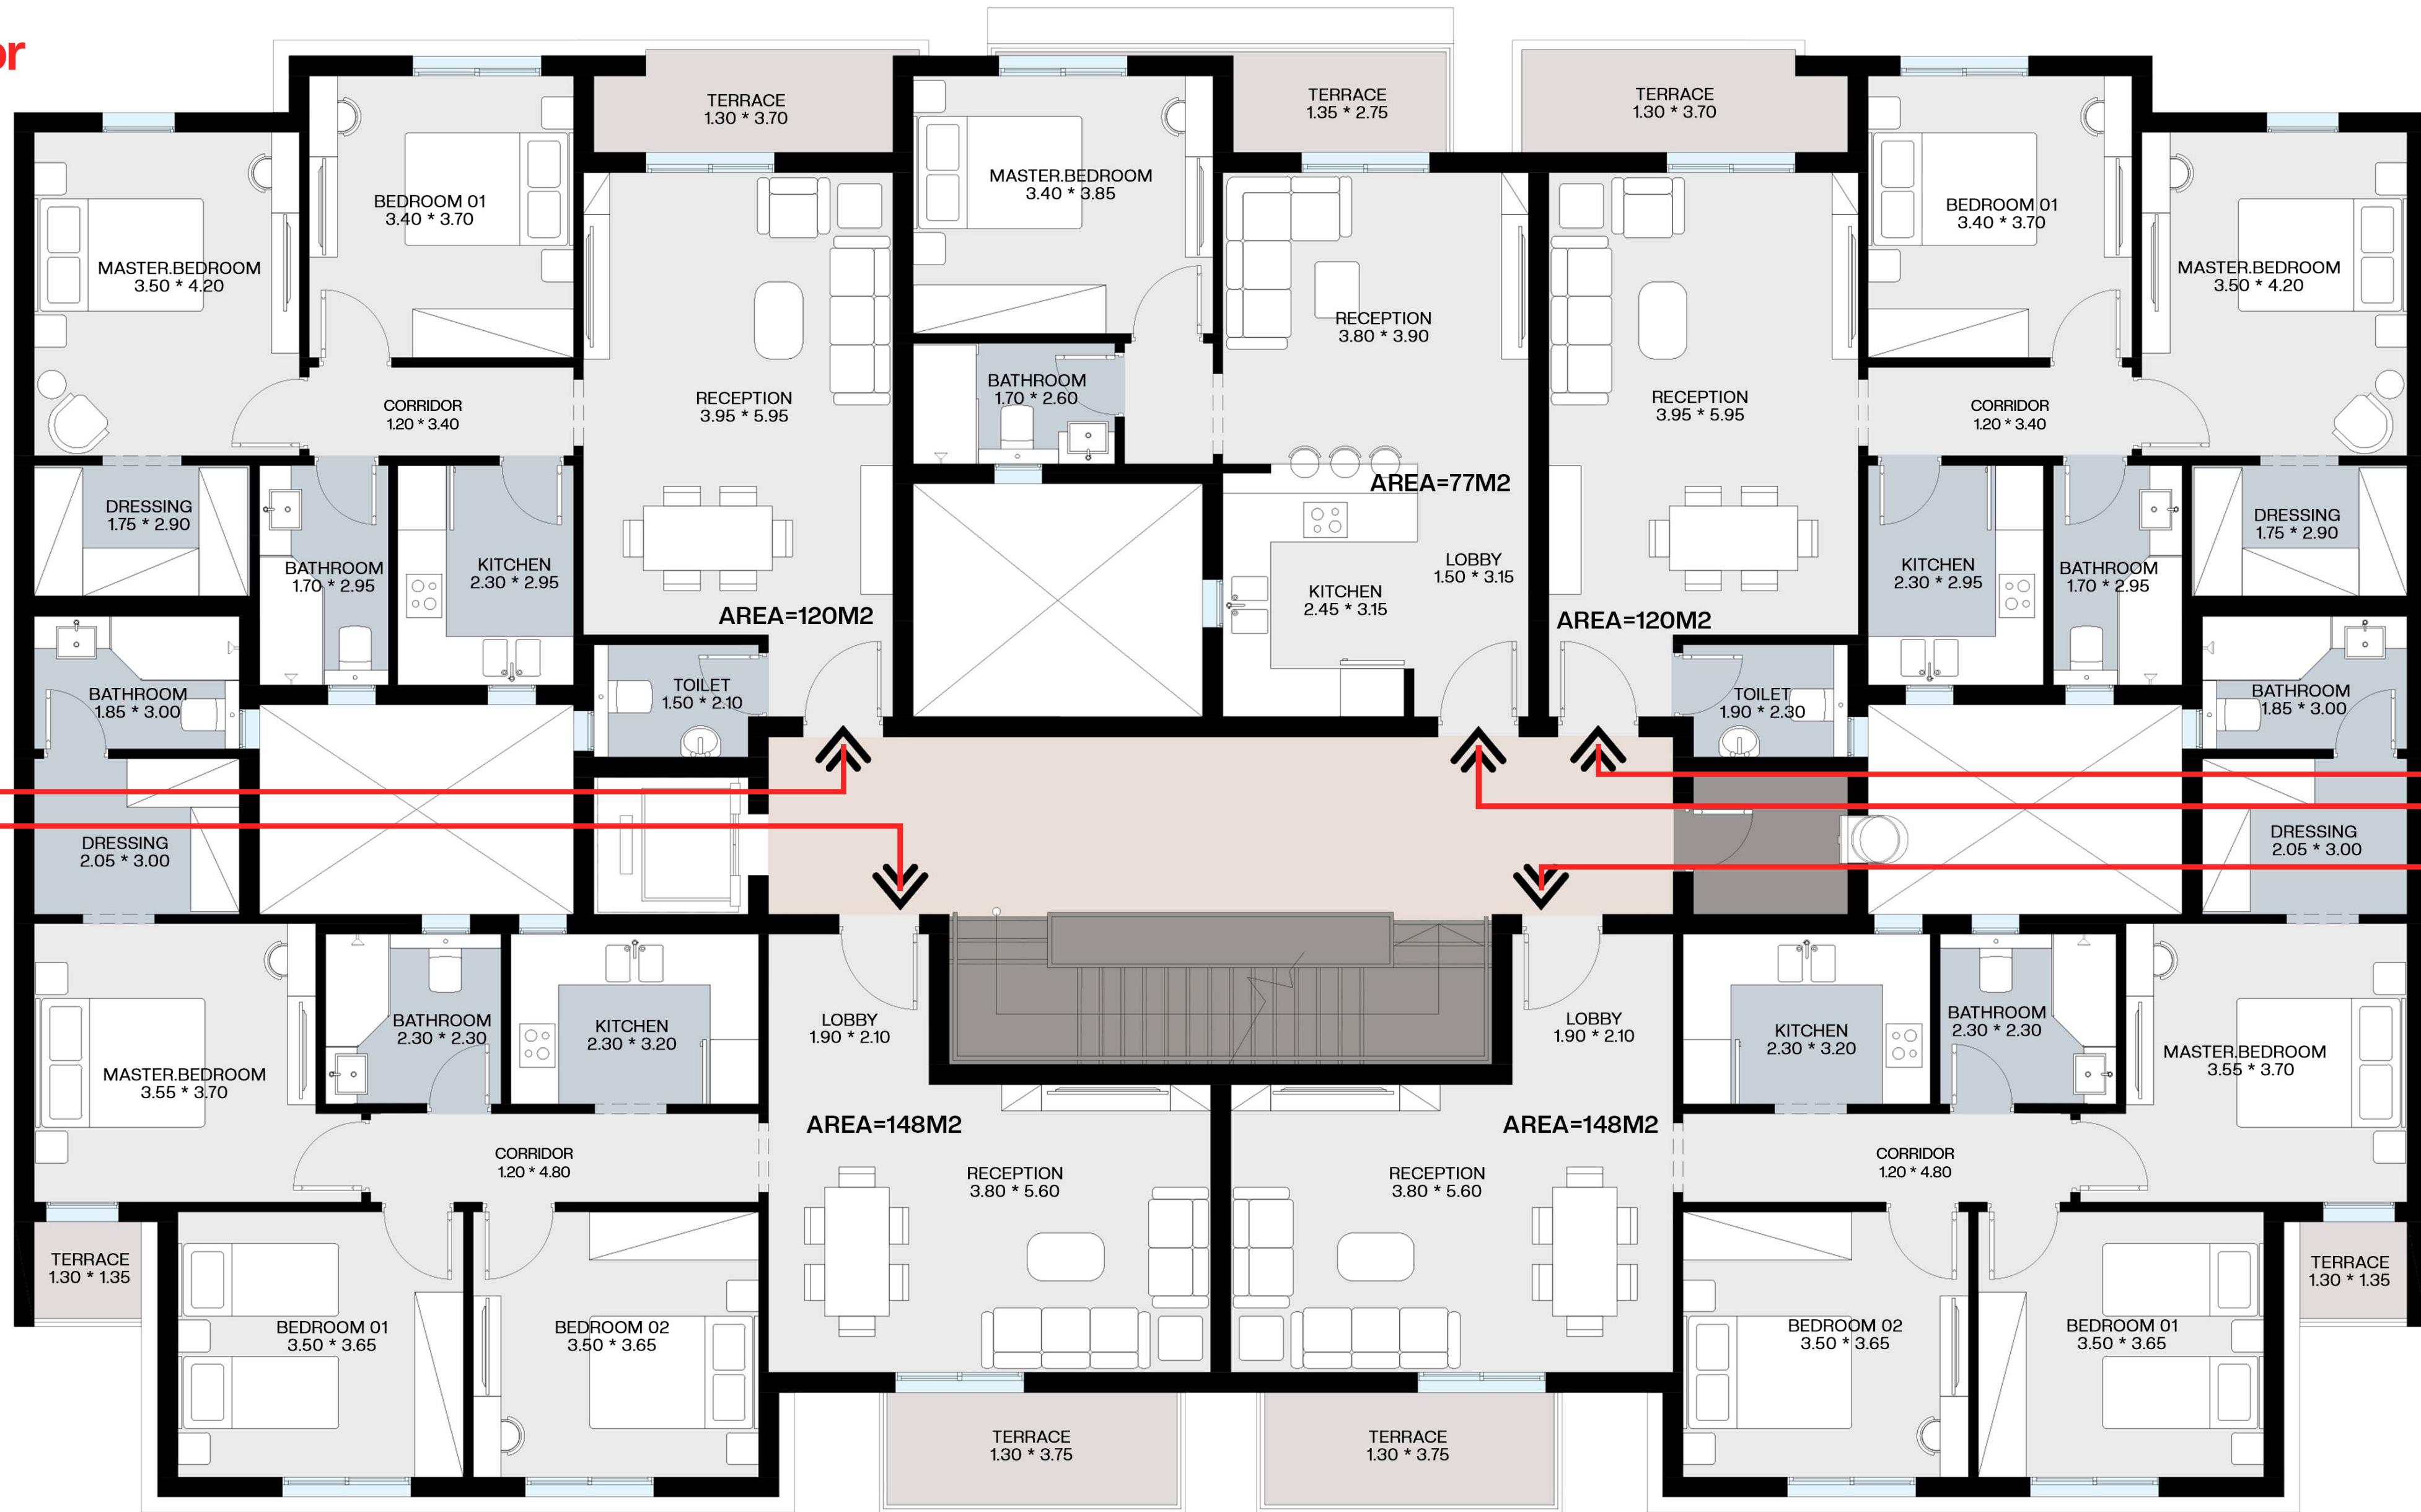 or
TERRACE
1.30 * 3.70
TERRACE
1.35 * 2.75
TERRACE
1.30 * 3.70
MASTER.BEDROOM
3.50 * 4.20
BEDROOM 01
3.40 * 3.70
MASTER.BEDROOM
3.40 * 3.85
RECEPTION
3.80 * 3.90
BEDROOM 01
3.40 * 3.70
MASTER.BEDROOM
3.50 * 4.20
CORRIDOR
1.20 * 3.40
RECEPTION
3.95 * 5.95
BATHROOM
1.70 * 2.60
RECEPTION
3.95 * 5.95
CORRIDOR
1.20 * 3.40
AREA=77M2
DRESSING
1.75 * 2.90
BATHROOM
1.70 * 2.95
KITCHEN
2.30 * 2.95
KITCHEN
2.45 * 3.15
LOBBY
1.50 * 3.15
KITCHEN
2.30 * 2.95
BATHROOM
1.70 * 2.95
DRESSING
1.75 * 2.90
AREA=120M2
AREA=120M2
BATHROOM
1.85 * 3.00
TOILET
1.50 * 2.10
TOILET
1.90 * 2.30
BATHROOM
1.85 * 3.00
DRESSING
2.05 * 3.00
DRESSING
2.05 * 3.00
MASTER.BEDROOM
3.55 * 3.70
BATHROOM
2.30 * 2.30
KITCHEN
2.30 * 3.20
LOBBY
1.90 * 2.10
LOBBY
1.90 * 2.10
KITCHEN
2.30 * 3.20
BATHROOM
2.30 * 2.30
MASTER.BEDROOM
3.55 * 3.70
AREA=148M2
AREA=148M2
CORRIDOR
1.20 * 4.80
RECEPTION
3.80 * 5.60
RECEPTION
3.80 * 5.60
CORRIDOR
1.20 * 4.80
TERRACE
1.30 * 1.35
BEDROOM 01
3.50 * 3.65
BEDROOM 02
3.50 * 3.65
BEDROOM 02
3.50 * 3.65
BEDROOM 01
3.50 * 3.65
TERRACE
1.30 * 1.35
TERRACE
1.30 * 3.75
TERRACE
1.30 * 3.75